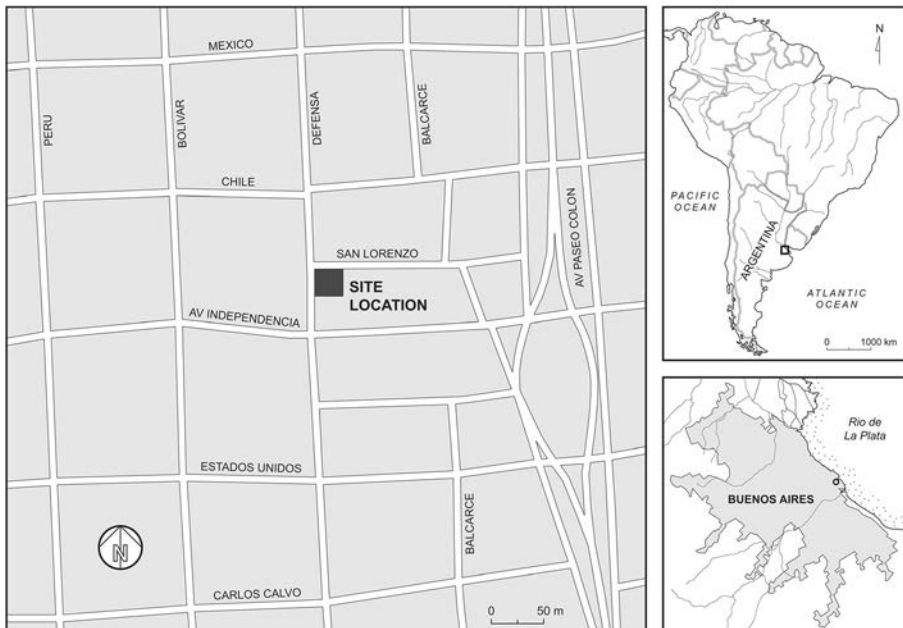 MEXICO
PERU
BOLIVAR
DEFENSA
BALCARCE
CHILE
AV PASEO COLON
SAN LORENZO
SITE
LOCATION
AV INDEPENDENCIA
ESTADOS UNIDOS
BALCARCE
N
CARLOS CALVO
0 50 m
N
PACIFIC
OCEAN
ARGENTINA
ATLANTIC
OCEAN
0 1000 km
Rio de
La Plata
BUENOS AIRES